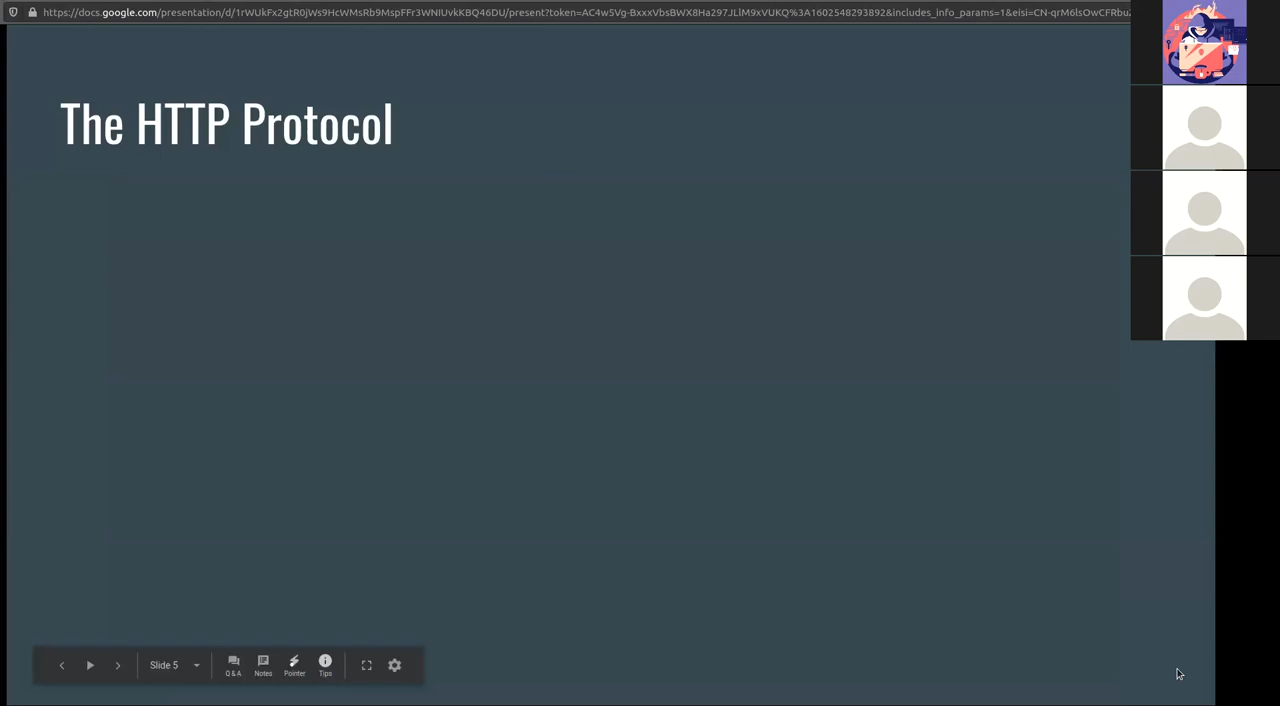 https://docs.google.com/presentation/d/1rWUkFx2gtR0jWs9HcWMsRb9MspFFr3WNIUvkKBQ46DU/present?token=AC4w5Vg-BxxxVbsBWX8Ha297JLlM9xVUKQ%3A1602548293892&includes_info_params=1&eisi=CN-qrM6lsOwCFRbu
The HTTP Protocol
Slide 5
Q & A
Notes
Pointer
Tips